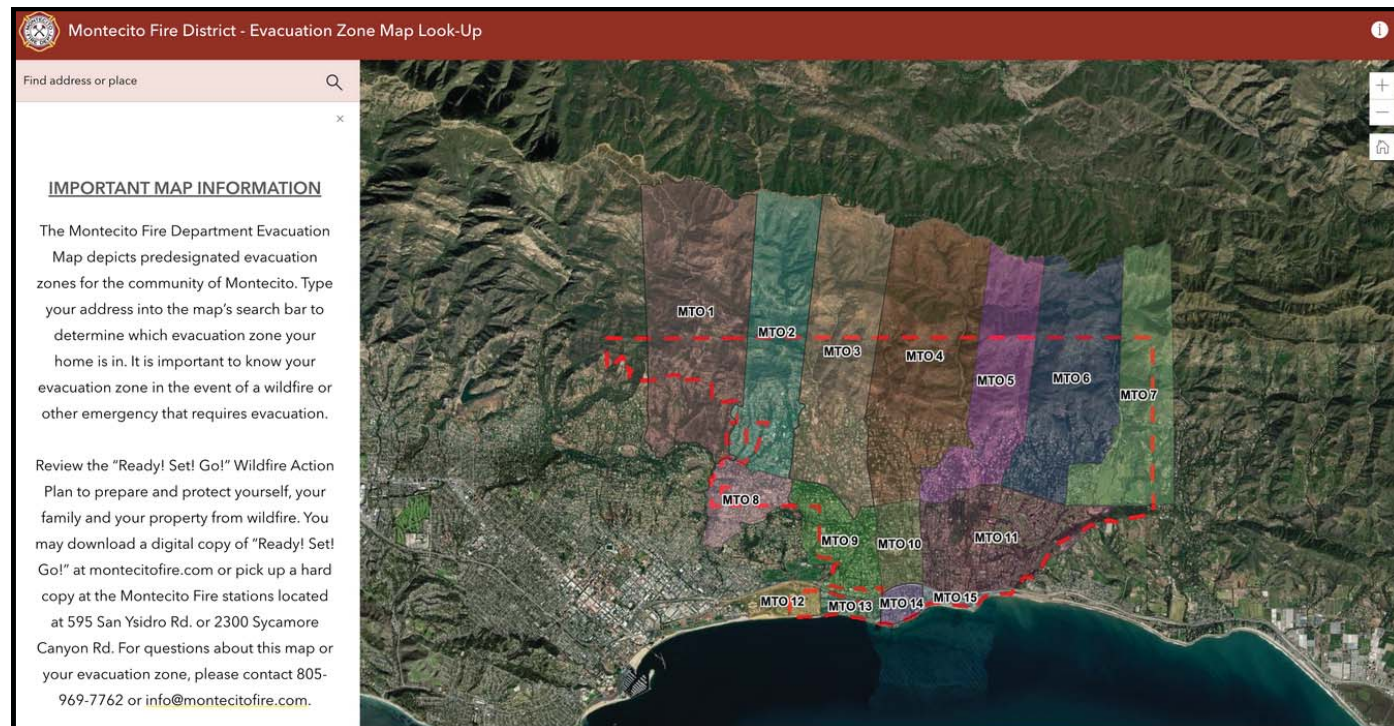 Montecito Fire District - Evacuation Zone Map Look-Up
Find address or place
IMPORTANT MAP INFORMATION
The Montecito Fire Department Evacuation
Map depicts predesignated evacuation
zones for the community of Montecito. Type
your address into the map's search bar to
determine which evacuation zone your
home is in. It is important to know your
evacuation zone in the event of a wildfire or
other emergency that requires evacuation.
Review the “Ready! Set! Go!” Wildfire Action
Plan to prepare and protect yourself, your
family and your property from wildfire. You
may download a digital copy of “Ready! Set!
Go!” at montecitofire.com or pick up a hard
copy at the Montecito Fire stations located
at 595 San Ysidro Rd. or 2300 Sycamore
Canyon Rd. For questions about this map or
your evacuation zone, please contact 805-
969-7762 or info@montecitofire.com.
MTO 1
MTO 2
MTO 3
MTO 4
MTO 5
MTO 6
MTO 7
MTO 8
MTO 9
MTO 10
MTO 11
MTO 12
MTO 13
MTO 14
MTO 15